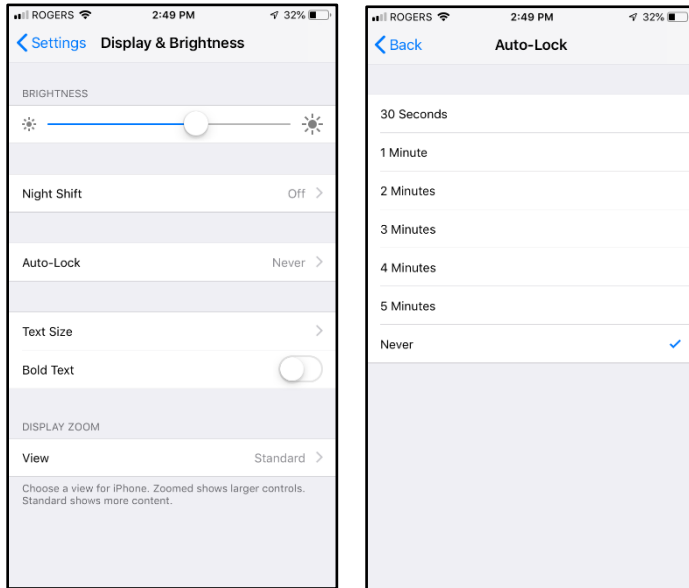 ROGERS 2:49 PM 32%
Settings Display & Brightness
BRIGHTNESS
Night Shift Off
Auto-Lock Never
Text Size
Bold Text
DISPLAY ZOOM
View Standard
Choose a view for iPhone. Zoomed shows larger controls.
Standard shows more content.
ROGERS 2:49 PM 32%
Back Auto-Lock
30 Seconds
1 Minute
2 Minutes
3 Minutes
4 Minutes
5 Minutes
Never